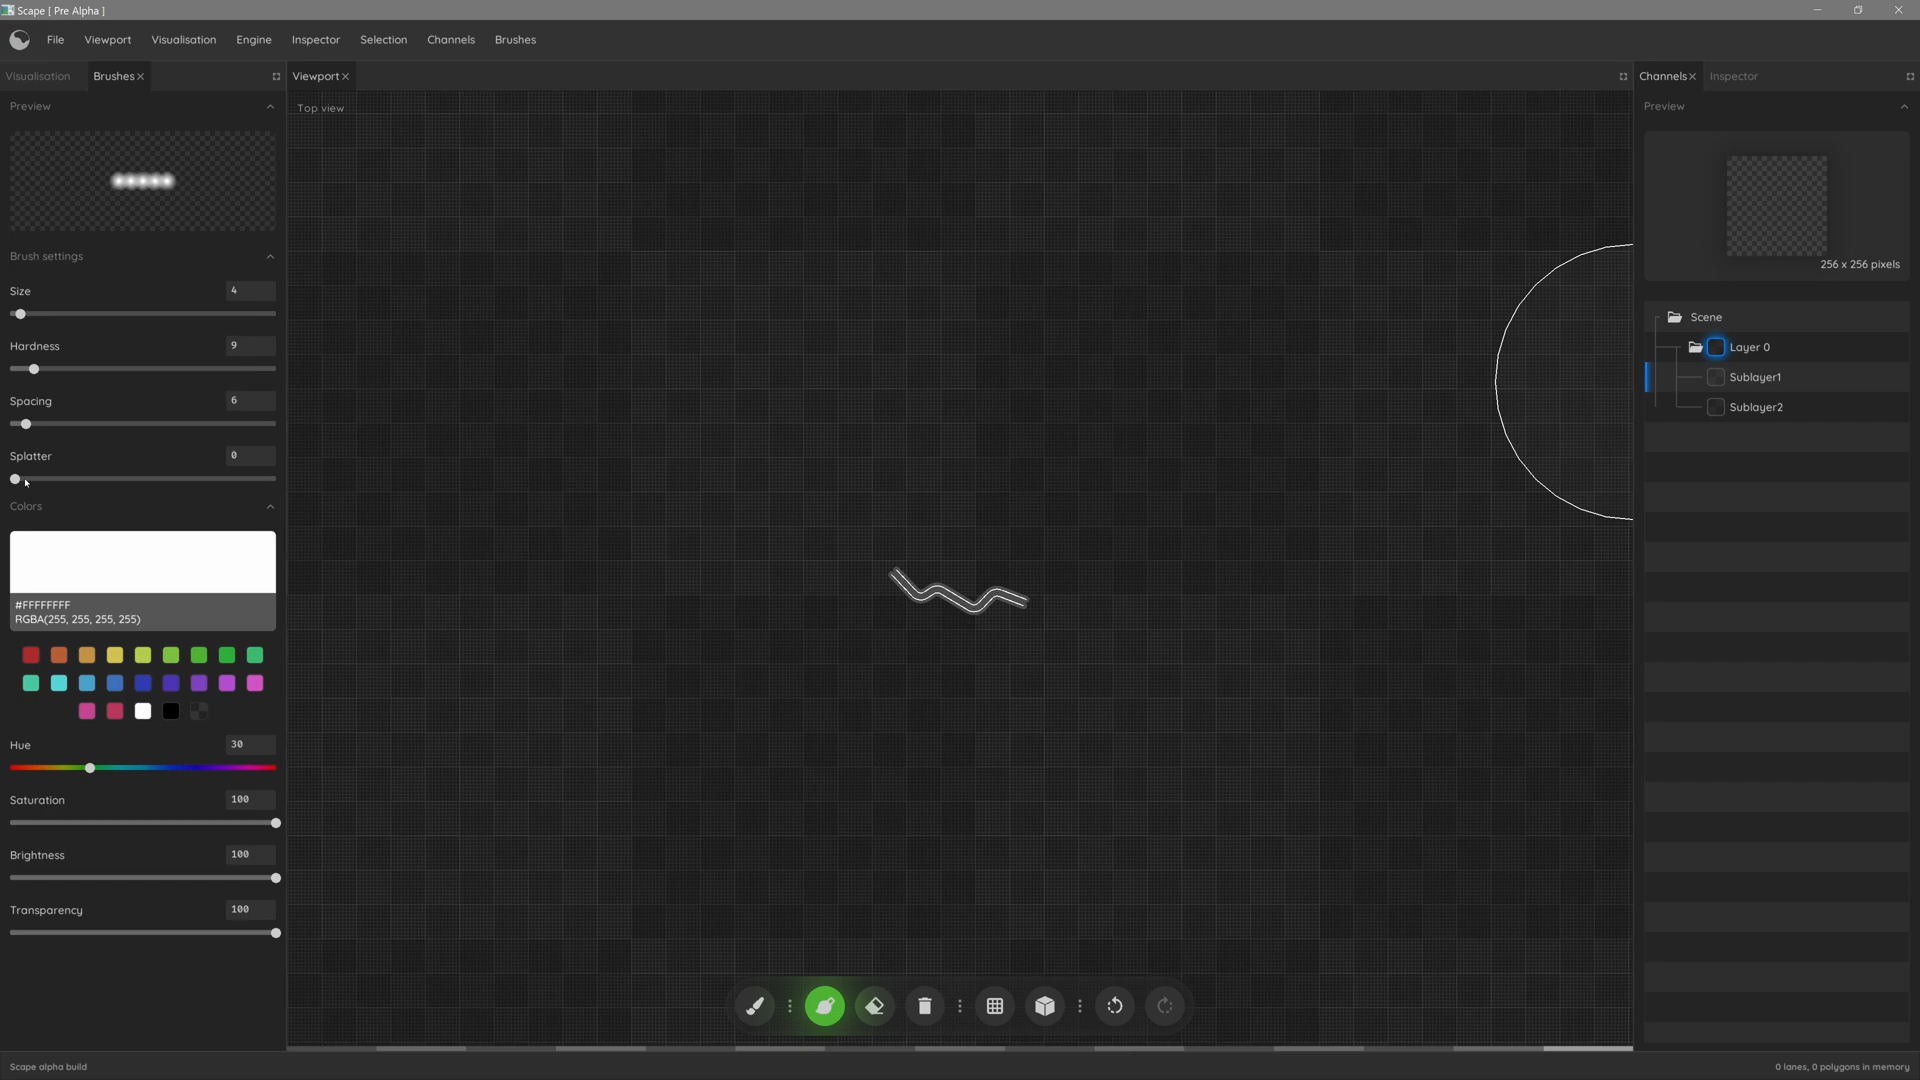 Scape [ Pre Alpha ]
File Viewport Visualisation Engine Inspector Selection Channels Brushes
Visualisation Brushes
Preview
Brush settings
Size 4
Hardness 9
Spacing 6
Splatter 0
Colors
#FFFFFFFF
RGBA(255, 255, 255, 255)
Hue 30
Saturation 100
Brightness 100
Transparency 100
Viewport
Top view
Channels Inspector
Preview
256 x 256 pixels
Scene
Layer 0
Sublayer1
Sublayer2
Scape alpha build
0 lanes, 0 polygons in memory